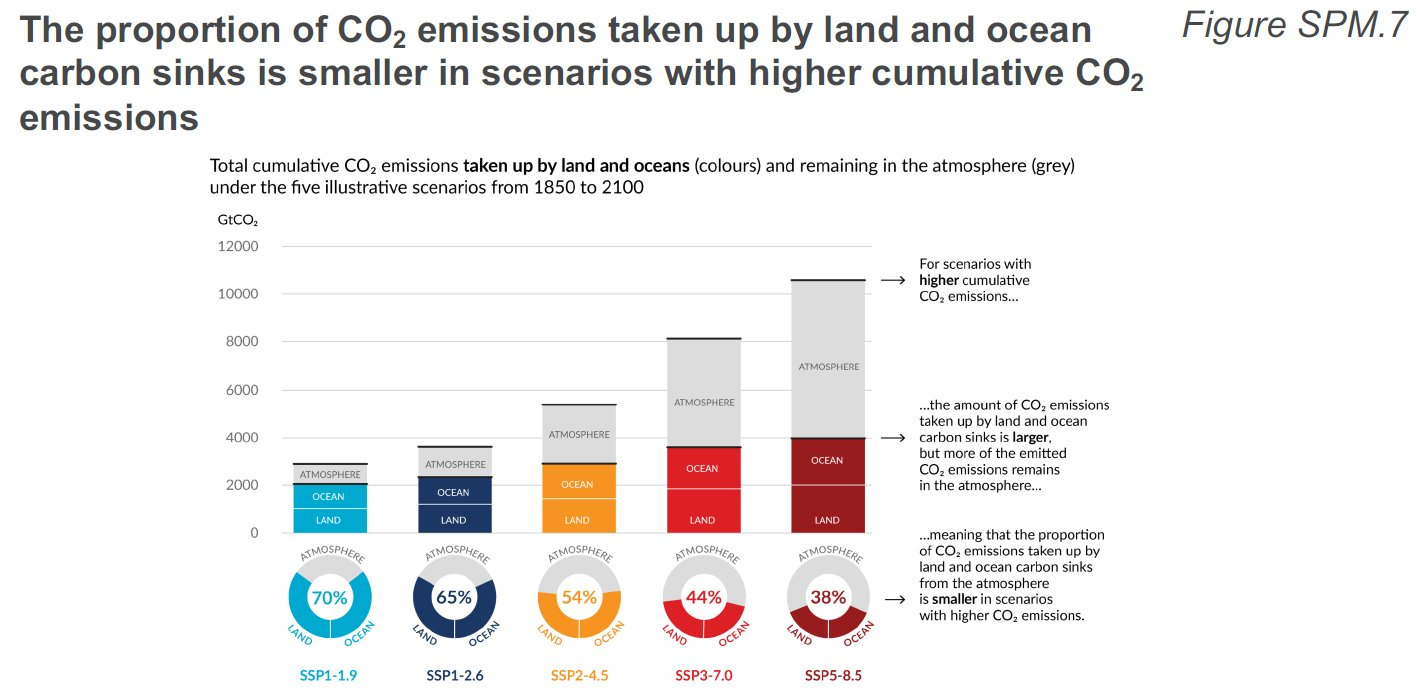 The proportion of CO₂ emissions taken up by land and ocean
carbon sinks is smaller in scenarios with higher cumulative CO₂
emissions
Figure SPM.7
Total cumulative CO₂ emissions taken up by land and oceans (colours) and remaining in the atmosphere (grey)
under the five illustrative scenarios from 1850 to 2100
GtCO₂
12000
10000
8000
6000
4000
2000
0
ATMOSPHERE
OCEAN
LAND
ATMOSPHERE
OCEAN
LAND
ATMOSPHERE
OCEAN
LAND
ATMOSPHERE
OCEAN
LAND
ATMOSPHERE
OCEAN
LAND
For scenarios with
higher cumulative
CO₂ emissions...
...the amount of CO₂ emissions
taken up by land and ocean
carbon sinks is larger,
but more of the emitted
CO₂ emissions remains
in the atmosphere...
...meaning that the proportion
of CO₂ emissions taken up by
land and ocean carbon sinks
from the atmosphere
is smaller in scenarios
with higher CO₂ emissions.
ATMOSPHERE
70%
LAND
OCEAN
SSP1-1.9
ATMOSPHERE
65%
LAND
OCEAN
SSP1-2.6
ATMOSPHERE
54%
LAND
OCEAN
SSP2-4.5
ATMOSPHERE
44%
LAND
OCEAN
SSP3-7.0
ATMOSPHERE
38%
LAND
OCEAN
SSP5-8.5